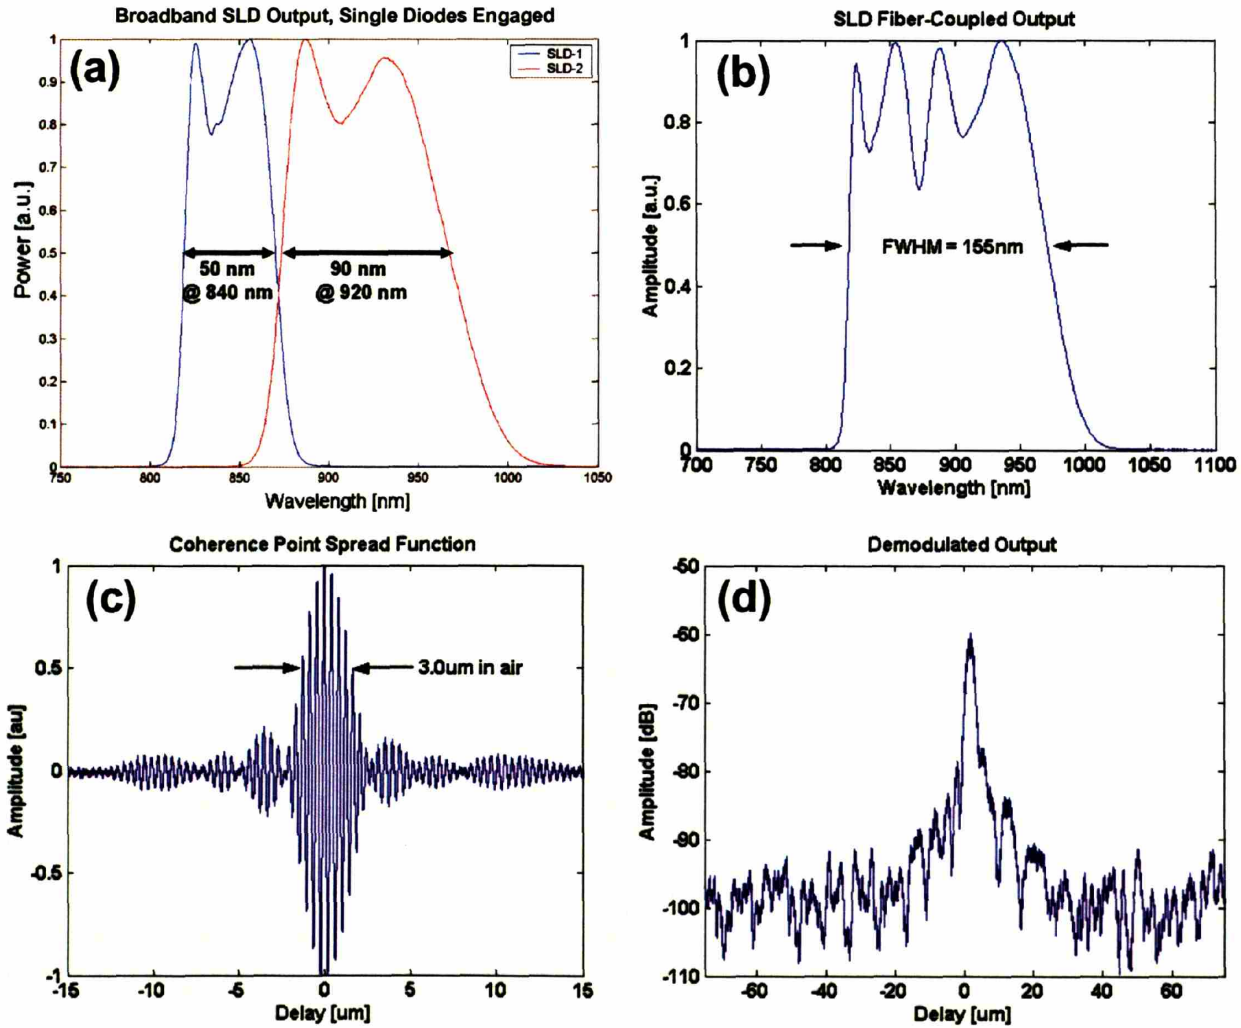 Broadband SLD Output, Single Diodes Engaged
(a)
SLD-1
SLD-2
1
0.9
0.8
0.7
0.6
0.5
0.4
0.3
0.2
0.1
0
Power [a.u.]
50 nm
@ 840 nm
90 nm
@ 920 nm
750 800 850 900 950 1000 1050
Wavelength [nm]
SLD Fiber-Coupled Output
(b)
1
0.8
0.6
0.4
0.2
0
Amplitude [a.u.]
FWHM = 155nm
700 750 800 850 900 950 1000 1050 1100
Wavelength [nm]
Coherence Point Spread Function
(c)
1
0.5
0
-0.5
-1
Amplitude [au]
3.0um in air
-15 -10 -5 0 5 10 15
Delay [um]
Demodulated Output
(d)
-50
-60
-70
-80
-90
-100
-110
Amplitude [dB]
-60 -40 -20 0 20 40 60
Delay [um]